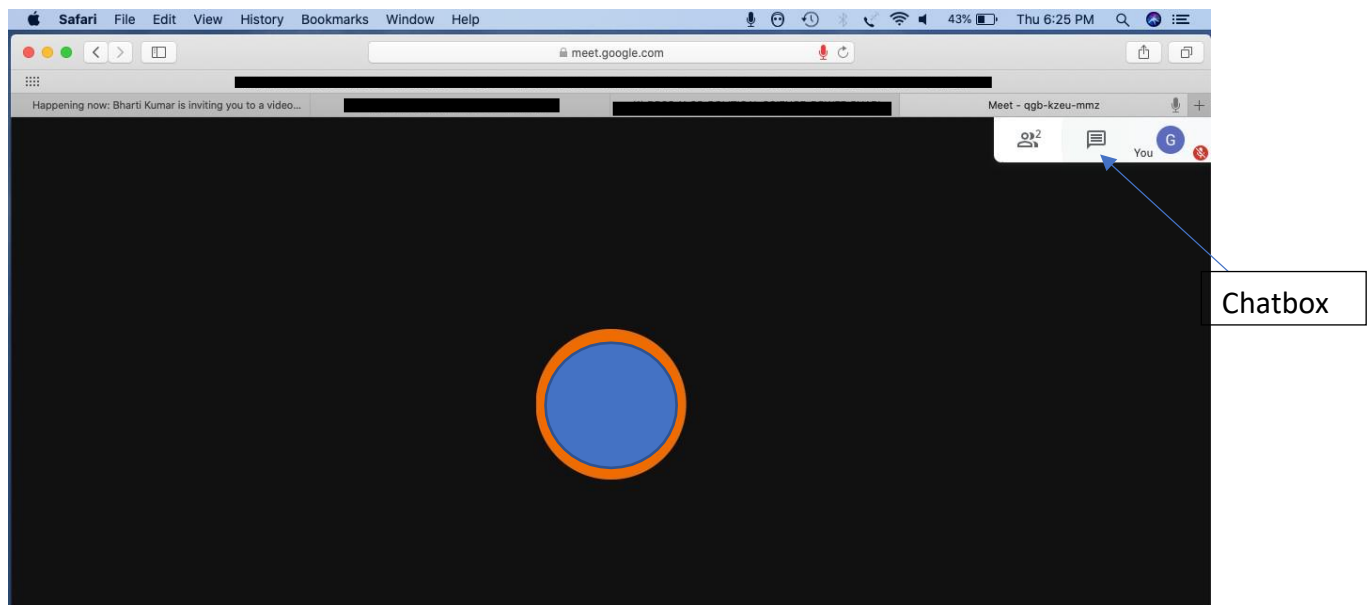 Safari File Edit View History Bookmarks Window Help 43% Thu 6:25 PM
meet.google.com
Happening now: Bharti Kumar is inviting you to a video... Meet - qgb-kzeu-mmz +
2 You G
Chatbox